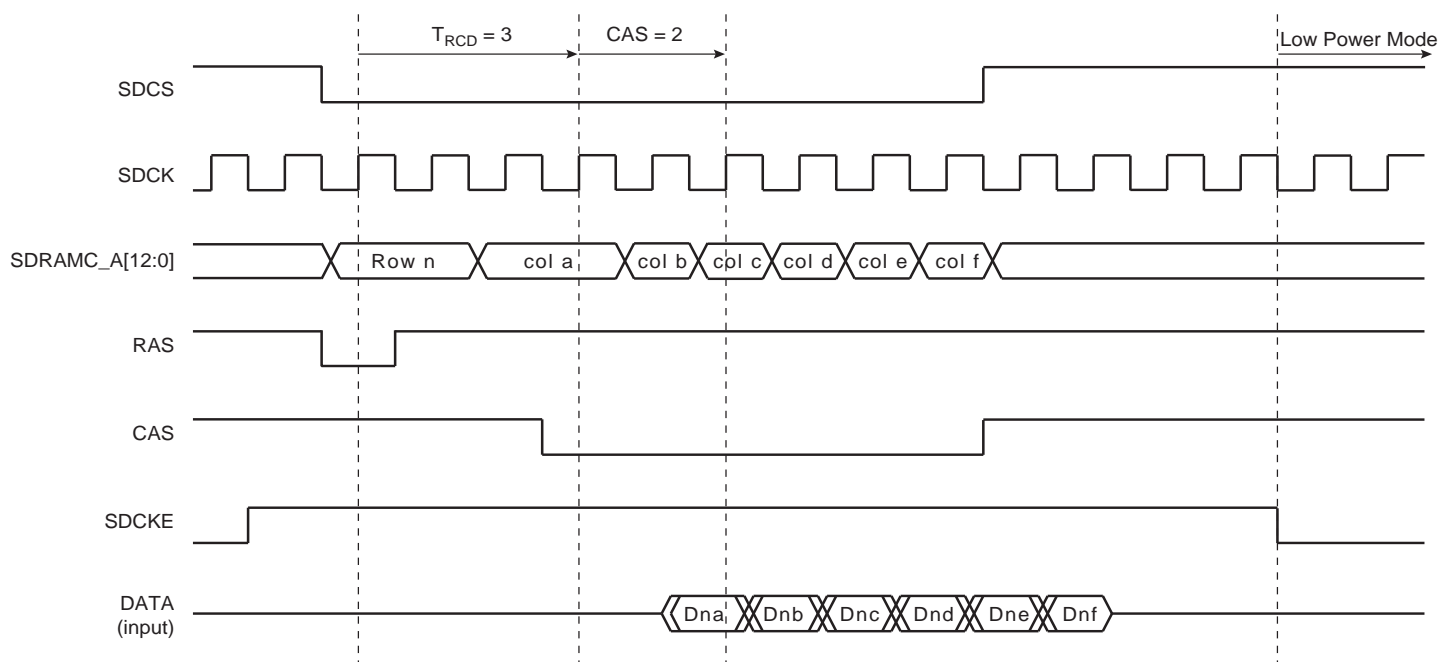 T_RCD = 3
CAS = 2
Low Power Mode
SDCS
SDCK
SDRAMC_A[12:0]
Row n
col a
col b
col c
col d
col e
col f
RAS
CAS
SDCKE
DATA
(input)
Dna
Dnb
Dnc
Dnd
Dne
Dnf